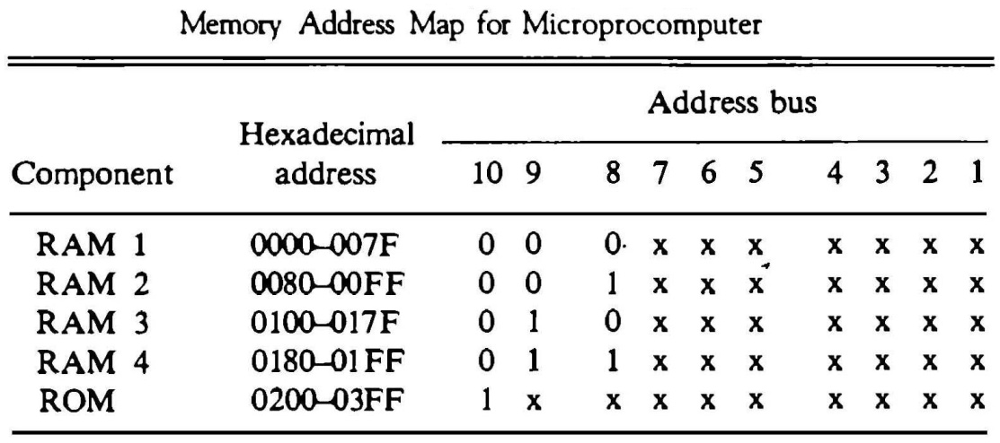 Memory Address Map for Microprocomputer
Address bus
Hexadecimal
Component address 10 9 8 7 6 5 4 3 2 1
RAM 1 0000–007F 0 0 0 x x x x x x x
RAM 2 0080–00FF 0 0 1 x x x x x x x
RAM 3 0100–017F 0 1 0 x x x x x x x
RAM 4 0180–01FF 0 1 1 x x x x x x x
ROM 0200–03FF 1 x x x x x x x x x